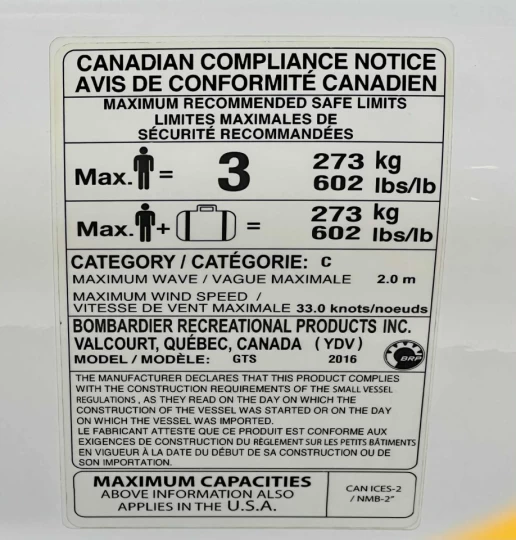 CANADIAN COMPLIANCE NOTICE
AVIS DE CONFORMITÉ CANADIEN
MAXIMUM RECOMMENDED SAFE LIMITS
LIMITES MAXIMALES DE
SÉCURITÉ RECOMMANDÉES
Max. = 3 273 kg
602 lbs/lb
Max. + = 273 kg
602 lbs/lb
CATEGORY / CATÉGORIE: C
MAXIMUM WAVE / VAGUE MAXIMALE 2.0 m
MAXIMUM WIND SPEED /
VITESSE DE VENT MAXIMALE 33.0 knots/noeuds
BOMBARDIER RECREATIONAL PRODUCTS INC.
VALCOURT, QUÉBEC, CANADA (YDV)
MODEL / MODÈLE: GTS 2016
BRP
THE MANUFACTURER DECLARES THAT THIS PRODUCT COMPLIES
WITH THE CONSTRUCTION REQUIREMENTS OF THE SMALL VESSEL
REGULATIONS, AS THEY READ ON THE DAY ON WHICH THE
CONSTRUCTION OF THE VESSEL WAS STARTED OR ON THE DAY
ON WHICH THE VESSEL WAS IMPORTED.
LE FABRICANT ATTESTE QUE CE PRODUIT EST CONFORME AUX
EXIGENCES DE CONSTRUCTION DU RÈGLEMENT SUR LES PETITS BÂTIMENTS
EN VIGUEUR À LA DATE DU DÉBUT DE SA CONSTRUCTION OU DE
SON IMPORTATION.
MAXIMUM CAPACITIES
ABOVE INFORMATION ALSO
APPLIES IN THE U.S.A.
CAN ICES-2
/ NMB-2"